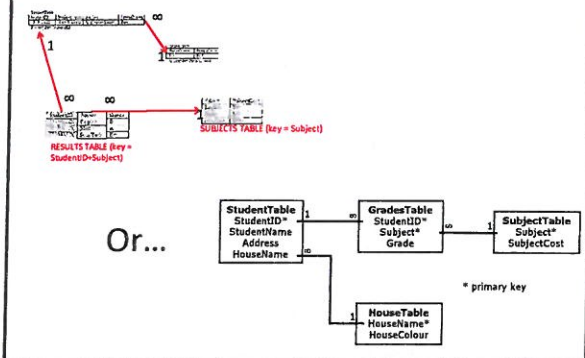 ∞
1
1
∞
∞
SUBJECTS TABLE (key = Subject)
RESULTS TABLE (key =
StudentID+Subject)
Or...
StudentTable
StudentID*
StudentName
Address
HouseName
1
∞
GradesTable
StudentID*
Subject*
Grade
∞
1
SubjectTable
Subject*
SubjectCost
∞
* primary key
1
HouseTable
HouseName*
HouseColour